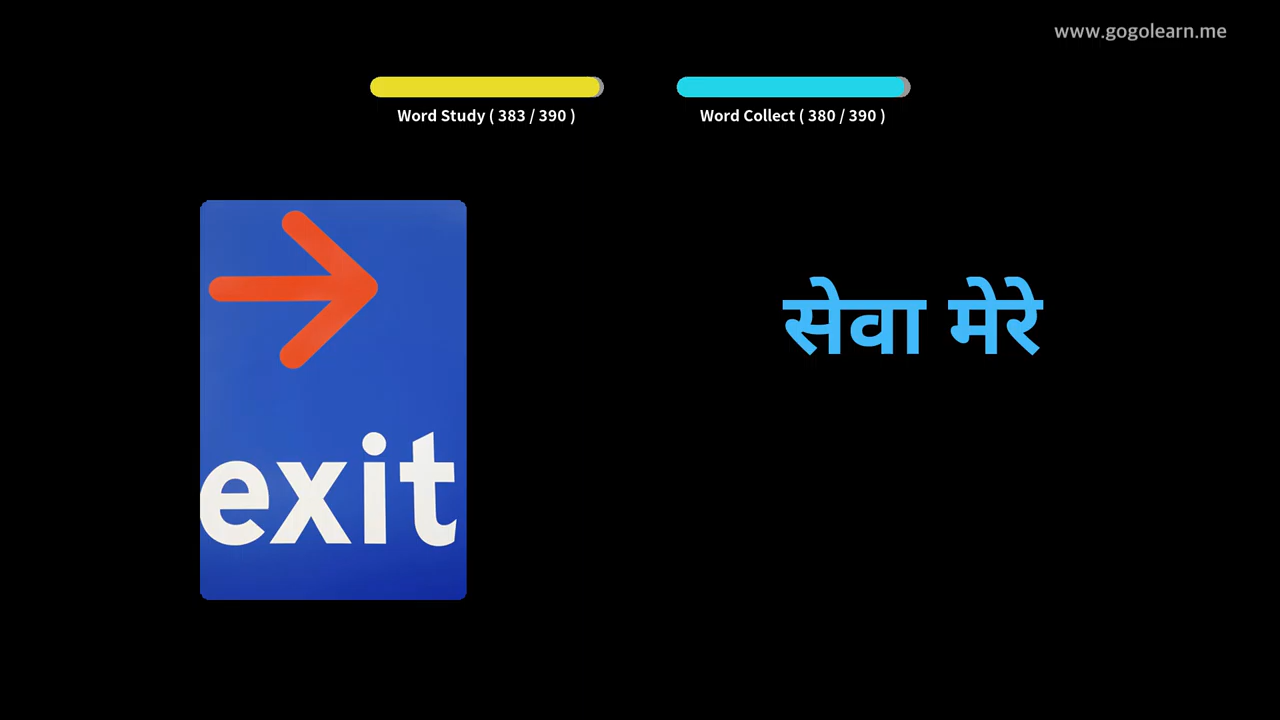 www.gogolearn.me
Word Study ( 383 / 390 )
Word Collect ( 380 / 390 )
सेवा मेरे
exit